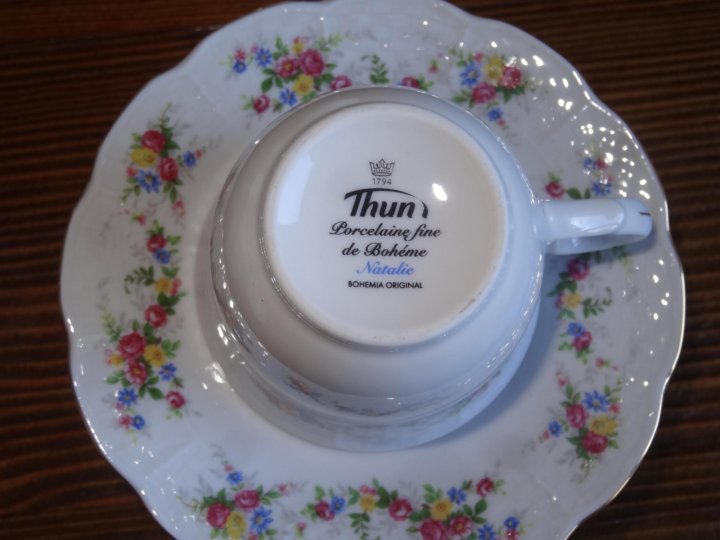 1794
Thun
Porcelaine fine
de Bohéme
Natalie
BOHEMIA ORIGINAL